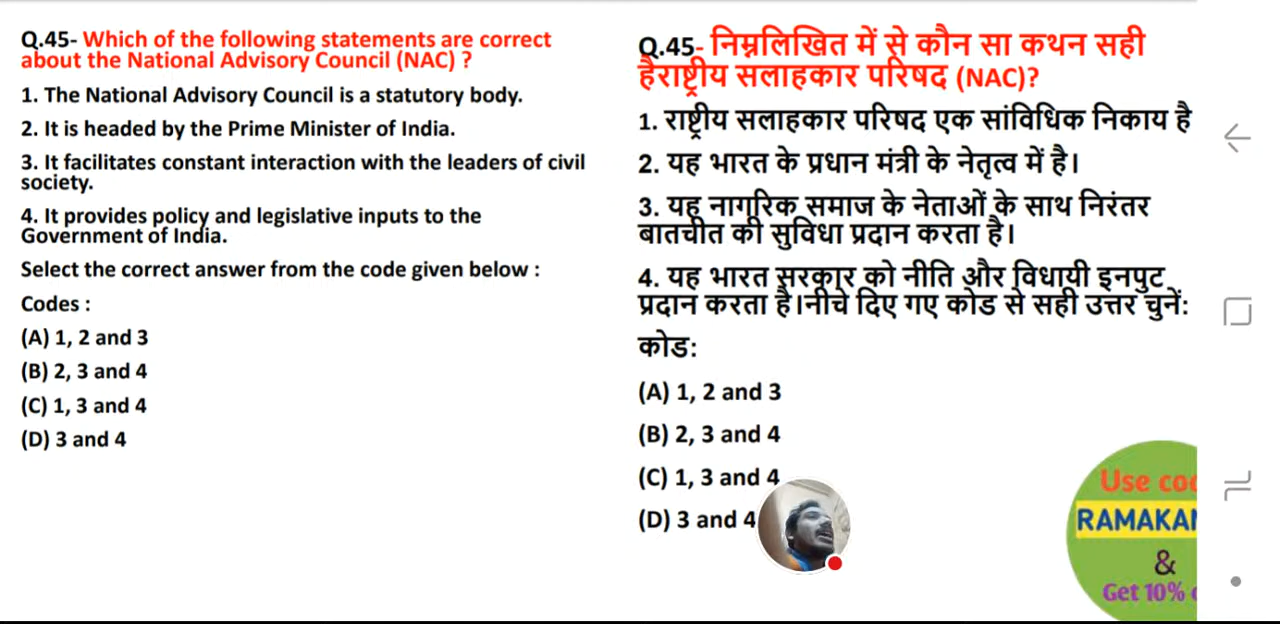 Q.45- Which of the following statements are correct
about the National Advisory Council (NAC) ?
1. The National Advisory Council is a statutory body.
2. It is headed by the Prime Minister of India.
3. It facilitates constant interaction with the leaders of civil
society.
4. It provides policy and legislative inputs to the
Government of India.
Select the correct answer from the code given below :
Codes :
(A) 1, 2 and 3
(B) 2, 3 and 4
(C) 1, 3 and 4
(D) 3 and 4
Q.45- निम्नलिखित में से कौन सा कथन सही
हैराष्ट्रीय सलाहकार परिषद (NAC)?
1. राष्ट्रीय सलाहकार परिषद एक सांविधिक निकाय है
2. यह भारत के प्रधान मंत्री के नेतृत्व में है।
3. यह नागरिक समाज के नेताओं के साथ निरंतर
बातचीत की सुविधा प्रदान करता है।
4. यह भारत सरकार को नीति और विधायी इनपुट
प्रदान करता है।नीचे दिए गए कोड से सही उत्तर चुनें:
कोड:
(A) 1, 2 and 3
(B) 2, 3 and 4
(C) 1, 3 and 4
(D) 3 and 4
Use
&
Get 10%